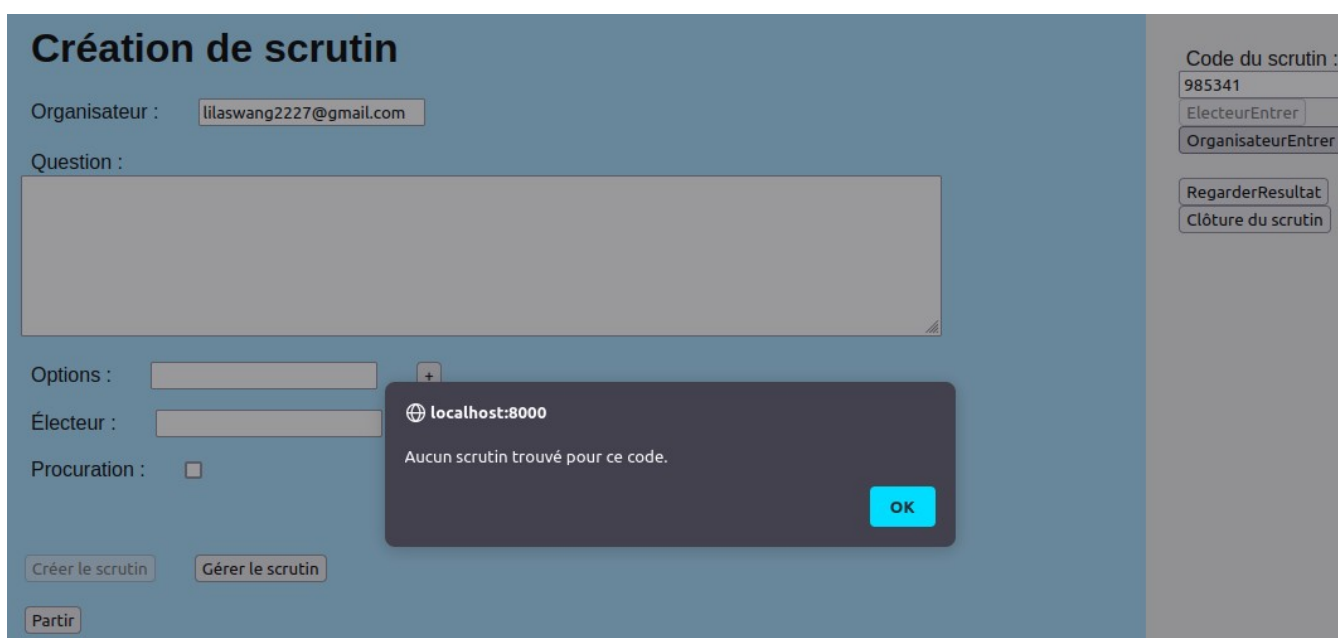 Création de scrutin
Organisateur : lilaswang2227@gmail.com
Question :
Options : +
Électeur :
Procuration :
Créer le scrutin Gérer le scrutin
Partir
Code du scrutin :
985341
ElecteurEntrer
OrganisateurEntrer
RegarderResultat
Clôture du scrutin
localhost:8000
Aucun scrutin trouvé pour ce code.
OK